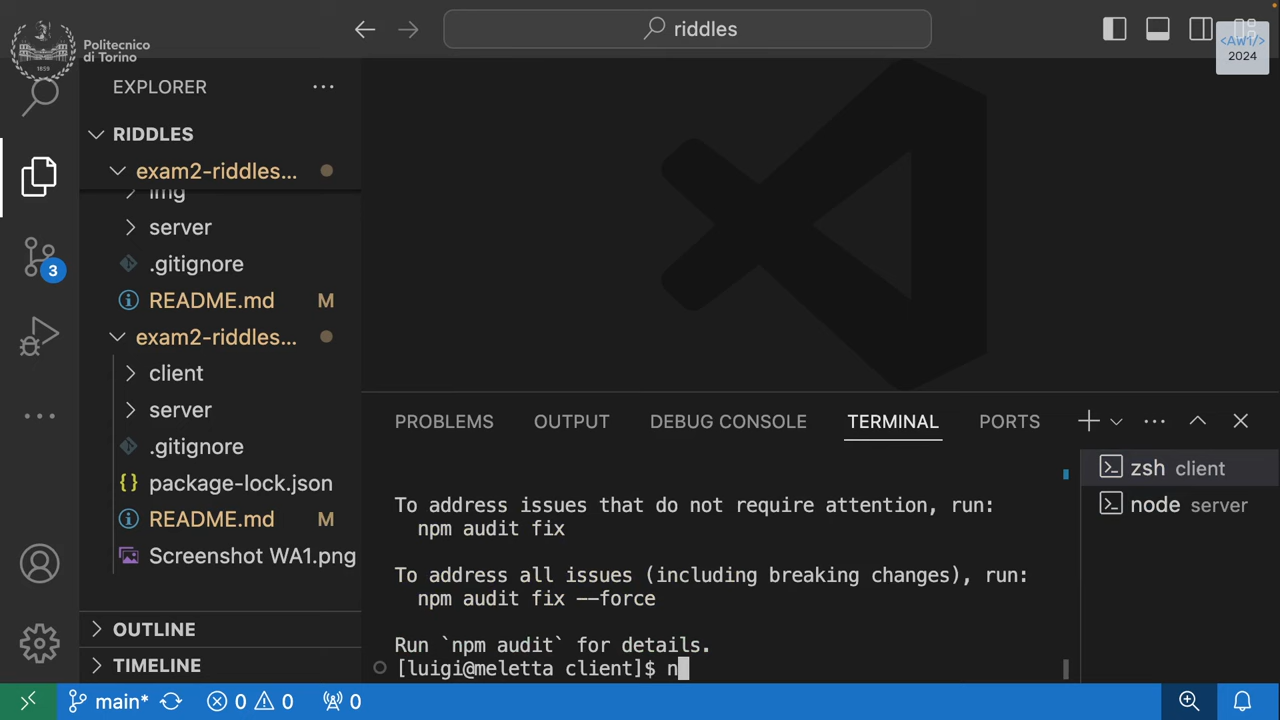 Politecnico
di Torino
1859
riddles
<AW1/>
2024
EXPLORER
RIDDLES
exam2-riddles...
img
server
.gitignore
README.md M
exam2-riddles...
client
server
.gitignore
package-lock.json
README.md M
Screenshot WA1.png
OUTLINE
TIMELINE
3
PROBLEMS OUTPUT DEBUG CONSOLE TERMINAL PORTS
To address issues that do not require attention, run:
npm audit fix
To address all issues (including breaking changes), run:
npm audit fix --force
Run `npm audit` for details.
[luigi@meletta client]$ n
zsh client
node server
main* 0 0 0